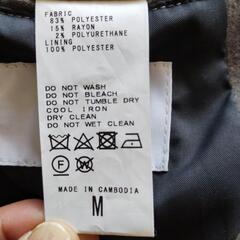 FABRIC
83% POLYESTER
15% RAYON
2% POLYURETHANE
LINING
100% POLYESTER
DO NOT WASH
DO NOT BLEACH
DO NOT TUMBLE DRY
COOL IRON
DRY CLEAN
DO NOT WET CLEAN
F W
MADE IN CAMBODIA
M